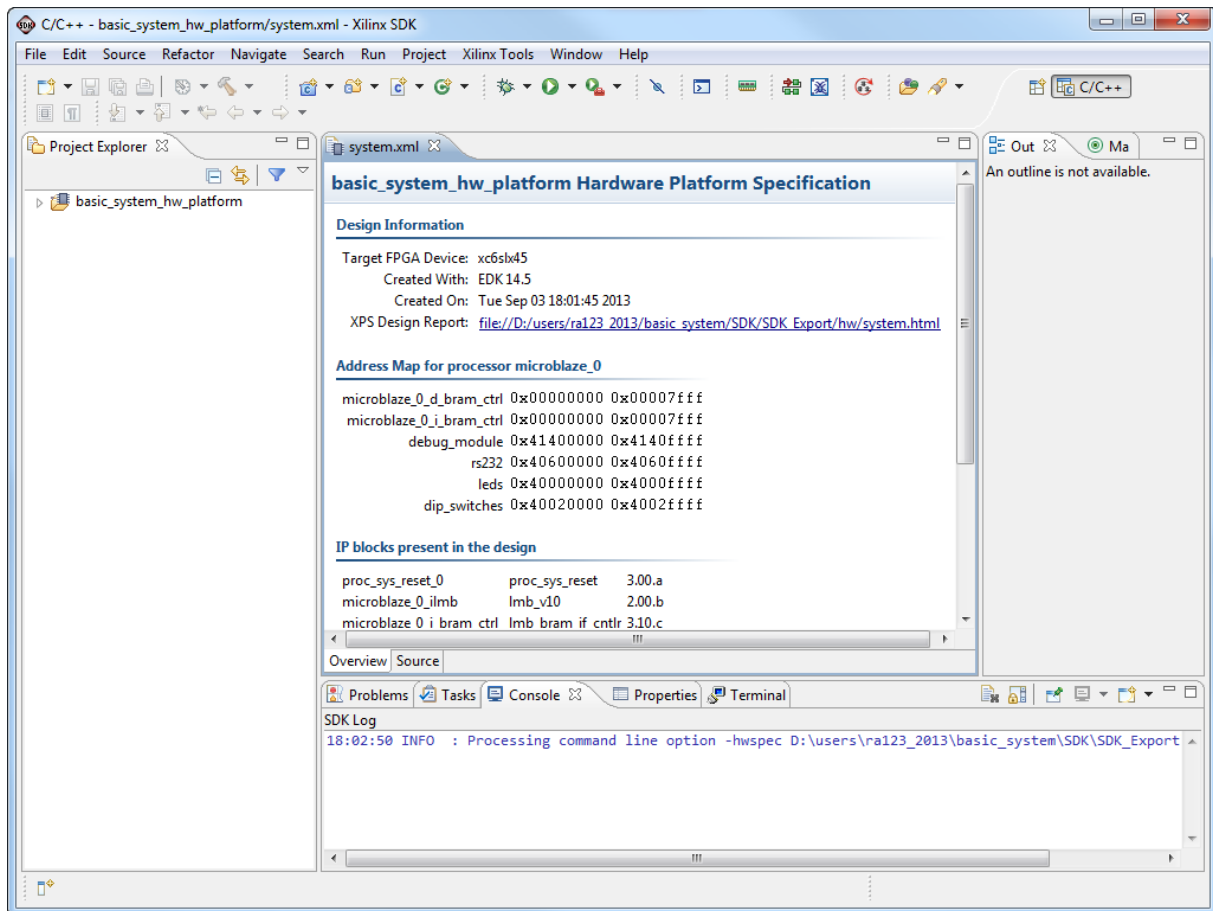 C/C++ - basic_system_hw_platform/system.xml - Xilinx SDK
File Edit Source Refactor Navigate Search Run Project Xilinx Tools Window Help
C/C++
Project Explorer
basic_system_hw_platform
system.xml
basic_system_hw_platform Hardware Platform Specification
Design Information
Target FPGA Device: xc6slx45
Created With: EDK 14.5
Created On: Tue Sep 03 18:01:45 2013
XPS Design Report: file://D:/users/ra123_2013/basic_system/SDK/SDK_Export/hw/system.html
Address Map for processor microblaze_0
microblaze_0_d_bram_ctrl 0x00000000 0x00007fff
microblaze_0_i_bram_ctrl 0x00000000 0x00007fff
debug_module 0x41400000 0x4140ffff
rs232 0x40600000 0x4060ffff
leds 0x40000000 0x4000ffff
dip_switches 0x40020000 0x4002ffff
IP blocks present in the design
proc_sys_reset_0 proc_sys_reset 3.00.a
microblaze_0_ilmb lmb_v10 2.00.b
microblaze_0_i_bram_ctrl lmb_bram_if_cntlr 3.10.c
Overview Source
Out Ma
An outline is not available.
Problems Tasks Console Properties Terminal
SDK Log
18:02:50 INFO : Processing command line option -hwspec D:\users\ra123_2013\basic_system\SDK\SDK_Export